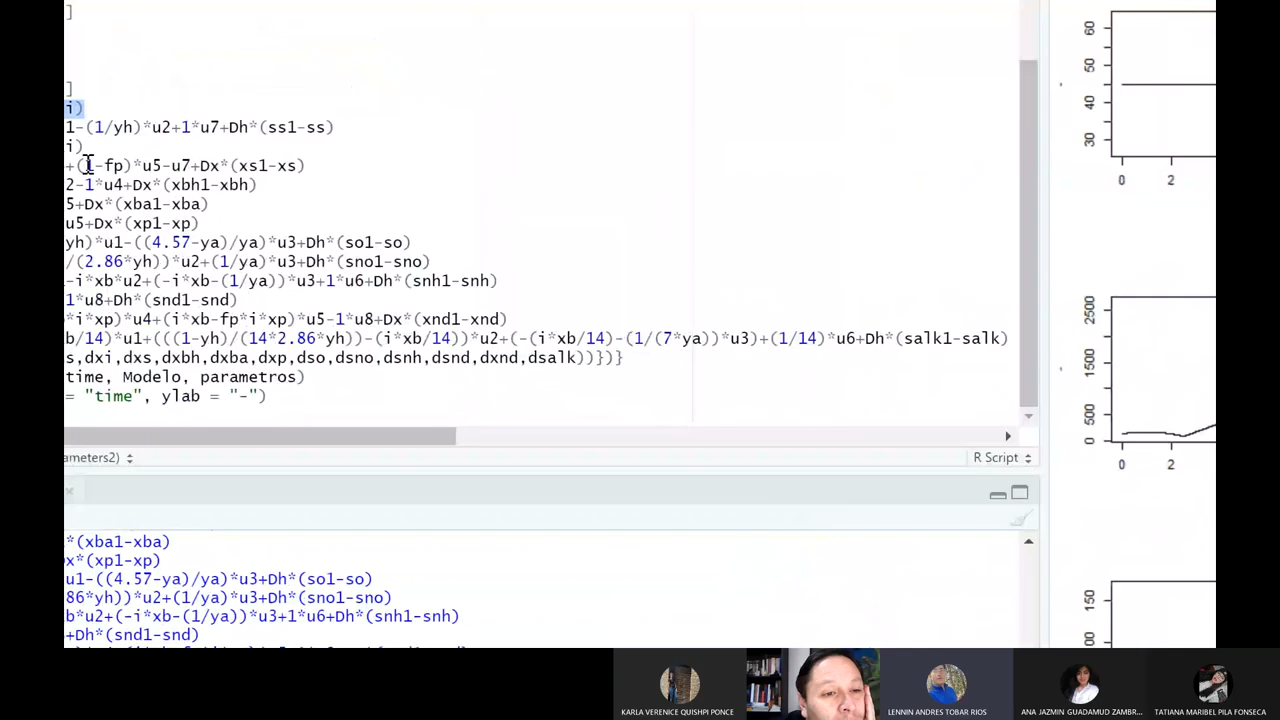 ]
]
i)
1-(1/yh)*u2+1*u7+Dh*(ss1-ss)
i)
+(1-fp)*u5-u7+Dx*(xs1-xs)
2-1*u4+Dx*(xbh1-xbh)
5+Dx*(xba1-xba)
u5+Dx*(xp1-xp)
yh)*u1-((4.57-ya)/ya)*u3+Dh*(so1-so)
/(2.86*yh))*u2+(1/ya)*u3+Dh*(sno1-sno)
-i*xb*u2+(-i*xb-(1/ya))*u3+1*u6+Dh*(snh1-snh)
1*u8+Dh*(snd1-snd)
*i*xp)*u4+(i*xb-fp*i*xp)*u5-1*u8+Dx*(xnd1-xnd)
b/14)*u1+(((1-yh)/(14*2.86*yh))-(i*xb/14))*u2+(-(i*xb/14)-(1/(7*ya))*u3)+(1/14)*u6+Dh*(salk1-salk)
s,dxi,dxs,dxbh,dxba,dxp,dso,dsno,dsnh,dsnd,dxnd,dsalk))})}
time, Modelo, parametros)
= "time", ylab = "-")
ameters2)
R Script
*(xba1-xba)
Dx*(xp1-xp)
u1-((4.57-ya)/ya)*u3+Dh*(so1-so)
86*yh))*u2+(1/ya)*u3+Dh*(sno1-sno)
b*u2+(-i*xb-(1/ya))*u3+1*u6+Dh*(snh1-snh)
+Dh*(snd1-snd)
60
50
40
30
0 2
2500
1500
500
0
0 2
150
00
KARLA VERENICE QUISHPI PONCE
LENNIN ANDRES TOBAR RIOS
ANA JAZMIN GUADAMUD ZAMBR...
TATIANA MARIBEL PILA FONSECA